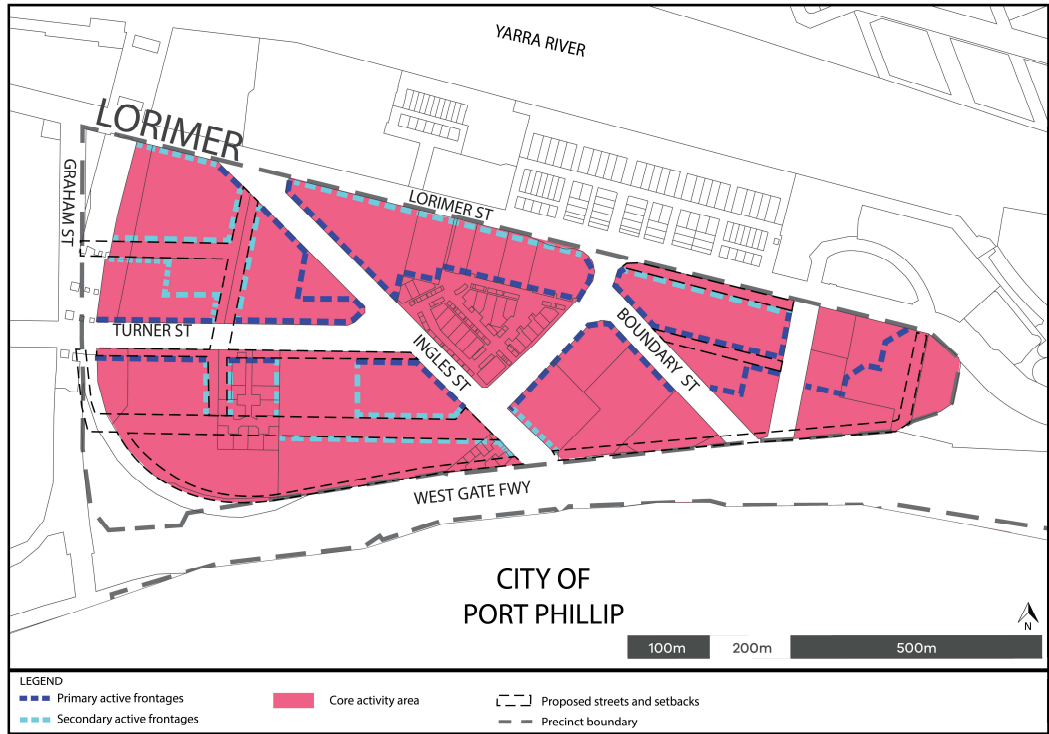 YARRA RIVER
LORIMER
GRAHAM ST
LORIMER ST
TURNER ST
INGLES ST
BOUNDARY ST
WEST GATE FWY
CITY OF
PORT PHILLIP
N
100m 200m 500m
LEGEND
Primary active frontages
Secondary active frontages
Core activity area
Proposed streets and setbacks
Precinct boundary